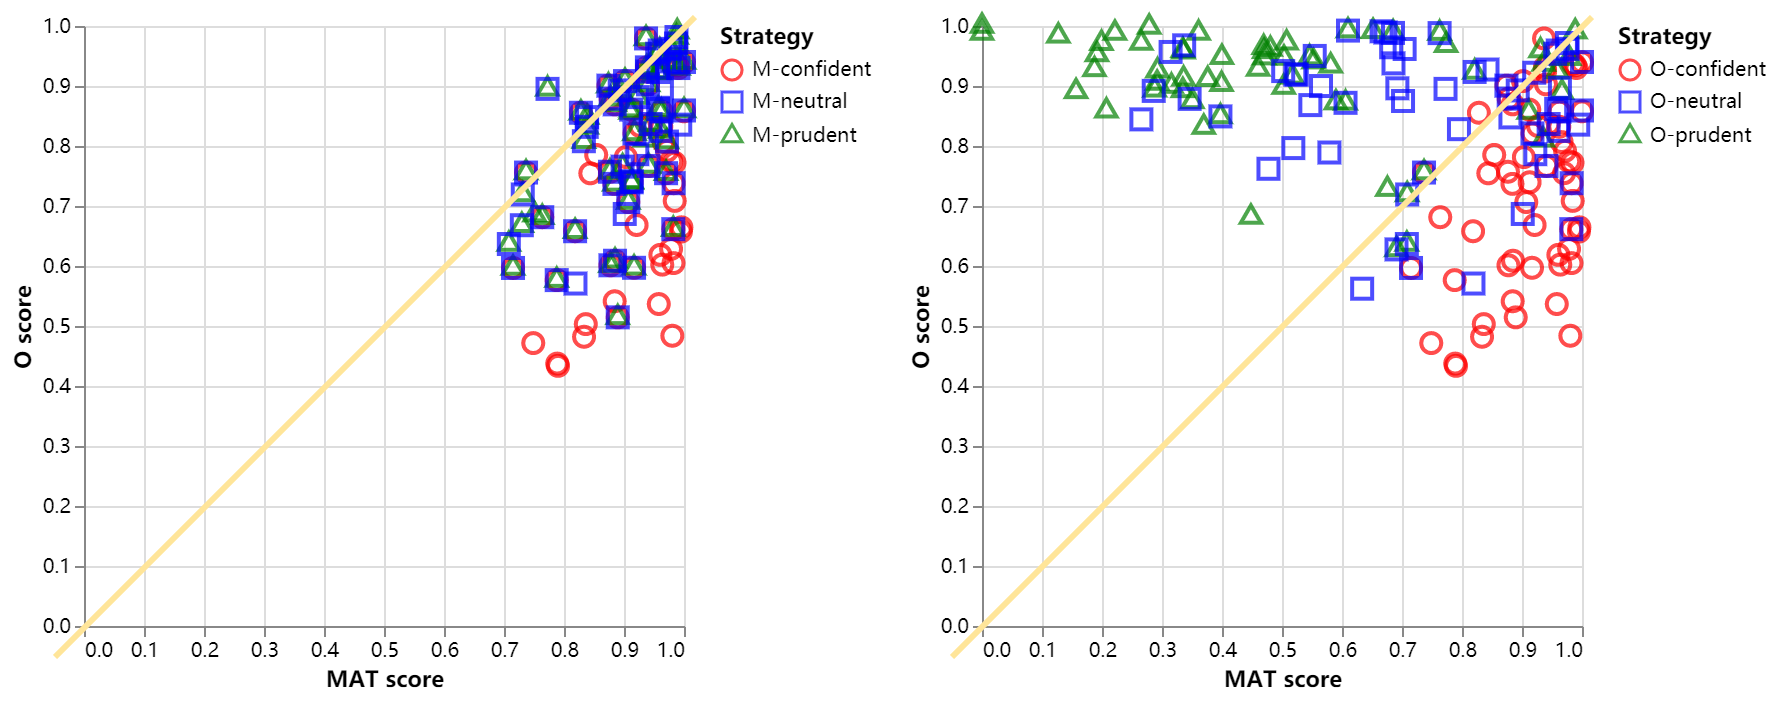 1.0
0.9
0.8
0.7
0.6
0.5
0.4
0.3
0.2
0.1
0.0
O score
0.0 0.1 0.2 0.3 0.4 0.5 0.6 0.7 0.8 0.9 1.0
MAT score
Strategy
M-confident
M-neutral
M-prudent
1.0
0.9
0.8
0.7
0.6
0.5
0.4
0.3
0.2
0.1
0.0
O score
0.0 0.1 0.2 0.3 0.4 0.5 0.6 0.7 0.8 0.9 1.0
MAT score
Strategy
O-confident
O-neutral
O-prudent